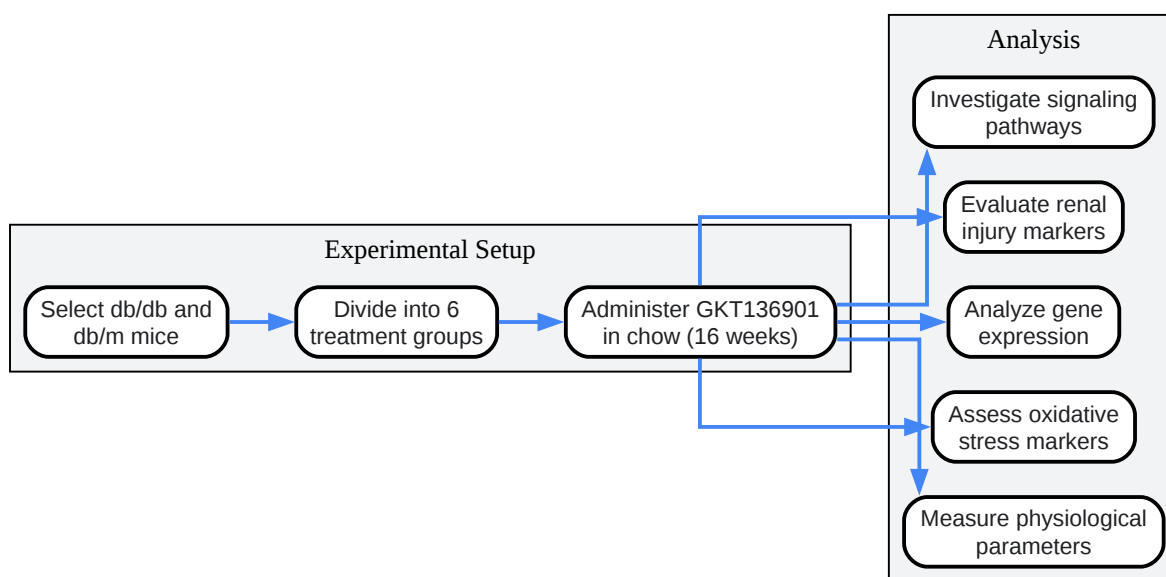 Experimental Setup
Select db/db and
db/m mice
Divide into 6
treatment groups
Administer GKT136901
in chow (16 weeks)
Analysis
Investigate signaling
pathways
Evaluate renal
injury markers
Analyze gene
expression
Assess oxidative
stress markers
Measure physiological
parameters